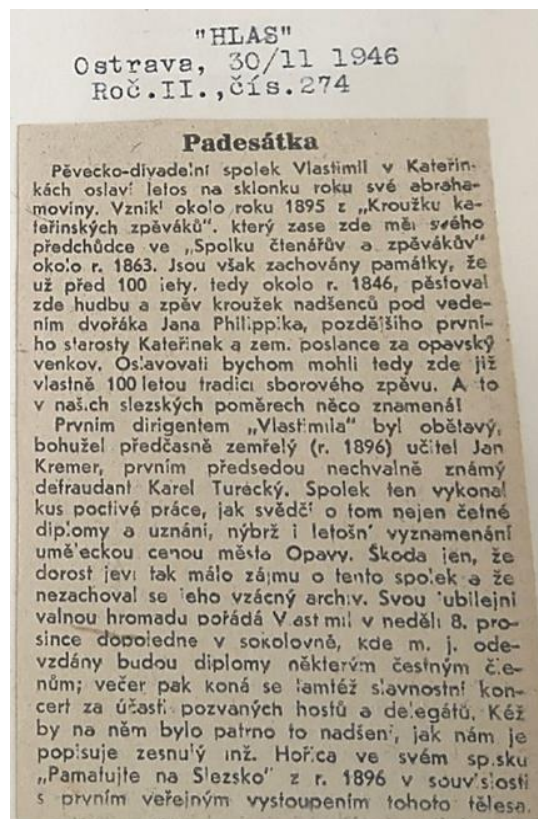 "HLAS"
Ostrava, 30/11 1946
Roč.II.,čís.274
Padesátka
Pěvecko-divadelní spolek Vlastimil v Kateřin-
kách oslaví letos na sklonku roku své abraha-
moviny. Vznikl okolo roku 1895 z „Kroužku ka-
teřinských zpěváků". který zase zde měl svého
předchůdce ve „Spolku čtenářův a zpěvákův"
okolo r. 1863. Jsou však zachovány památky, že
už před 100 lety, tedy okolo r. 1846, pěstoval
zde hudbu a zpěv kroužek nadšenců pod vede-
ním dvořáka Jana Philippika, pozdějšího první-
ho starosty Kateřinek a zem. poslance za opavský
venkov. Oslavovati bychom mohli tedy zde již
vlastně 100letou tradici sborového zpěvu. A to
v našich slezských poměrech něco znamená!
Prvním dirigentem „Vlastimila" byl obětavý,
bohužel předčasně zemřelý (r. 1896) učitel Jan
Kremer, prvním předsedou nechvalně známý
defraudant Karel Turecký. Spolek ten vykonal
kus poctivé práce, jak svědčí o tom nejen četné
diplomy a uznání, nýbrž i letošní vyznamenání
uměleckou cenou města Opavy. Škoda jen, že
dorost jeví tak málo zájmu o tento spolek a že
nezachoval se jeho vzácný archiv. Svou jubilejní
valnou hromadu pořádá Vlastimil v neděli 8. pro-
since dopoledne v sokolovně, kde m. j. ode-
vzdány budou diplomy některým čestným čle-
nům; večer pak koná se tamtéž slavnostní kon-
cert za účasti pozvaných hostů a delegátů. Kéž
by na něm bylo patrno to nadšení, jak nám je
popisuje zesnulý inž. Hořica ve svém spisku
„Pamatujte na Slezsko" z r. 1896 v souvislosti
s prvním veřejným vystoupením tohoto tělesa.